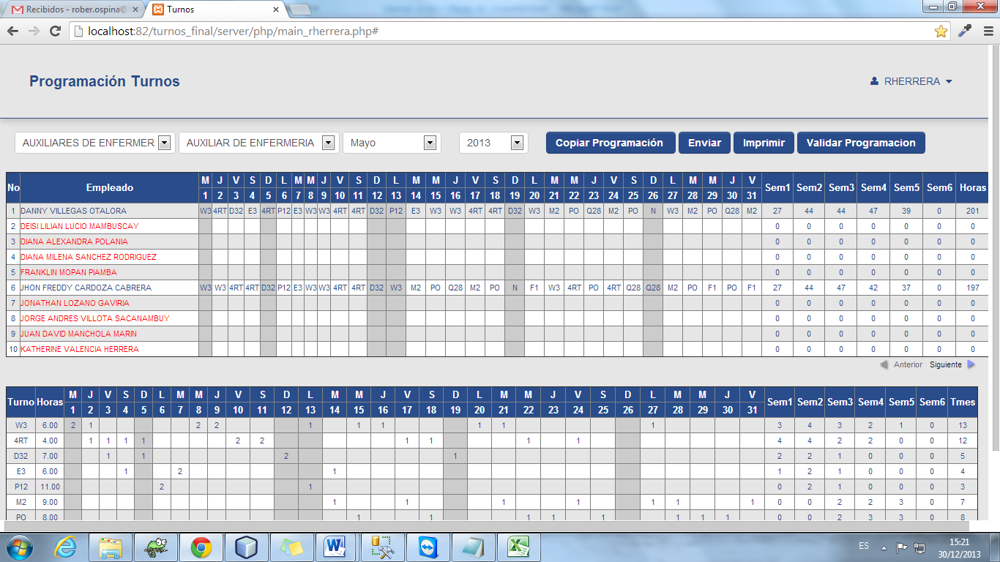 Recibidos - rober.ospina@
Turnos
localhost:82/turnos_final/server/php/main_rherrera.php#
Programación Turnos
RHERRERA
AUXILIARES DE ENFERMER AUXILIAR DE ENFERMERIA Mayo 2013 Copiar Programación Enviar Imprimir Validar Programacion
No Empleado M J V S D L M M J V S D L M M J V S D L M M J V S D L M M J V Sem1 Sem2 Sem3 Sem4 Sem5 Sem6 Horas
1 2 3 4 5 6 7 8 9 10 11 12 13 14 15 16 17 18 19 20 21 22 23 24 25 26 27 28 29 30 31
1 DANNY VILLEGAS OTALORA W3 4RT D32 E3 4RT P12 E3 W3 W3 4RT 4RT D32 P12 E3 W3 W3 4RT 4RT D32 W3 M2 PO Q28 M2 PO N W3 M2 PO Q28 M2 27 44 44 47 39 0 201
2 DEISI LILIAN LUCIO MAMBUSCAY 0 0 0 0 0 0 0
3 DIANA ALEXANDRA POLANIA 0 0 0 0 0 0 0
4 DIANA MILENA SANCHEZ RODRIGUEZ 0 0 0 0 0 0 0
5 FRANKLIN MOPAN PIAMBA 0 0 0 0 0 0 0
6 JHON FREDDY CARDOZA CABRERA W3 W3 4RT 4RT D32 P12 E3 W3 W3 4RT 4RT D32 W3 M2 PO Q28 M2 PO N F1 W3 4RT PO 4RT Q28 Q28 M2 PO F1 PO F1 27 44 47 42 37 0 197
7 JONATHAN LOZANO GAVIRIA 0 0 0 0 0 0 0
8 JORGE ANDRES VILLOTA SACANAMBUY 0 0 0 0 0 0 0
9 JUAN DAVID MANCHOLA MARIN 0 0 0 0 0 0 0
10 KATHERINE VALENCIA HERRERA 0 0 0 0 0 0 0
Anterior Siguiente
Turno Horas M J V S D L M M J V S D L M M J V S D L M M J V S D L M M J V Sem1 Sem2 Sem3 Sem4 Sem5 Sem6 Tmes
1 2 3 4 5 6 7 8 9 10 11 12 13 14 15 16 17 18 19 20 21 22 23 24 25 26 27 28 29 30 31
W3 6.00 2 1 2 2 1 1 1 1 1 1 3 4 3 2 1 0 13
4RT 4.00 1 1 1 1 2 2 1 1 1 1 4 4 2 2 0 0 12
D32 7.00 1 1 2 1 2 2 1 0 0 0 5
E3 6.00 1 2 1 1 2 1 0 0 0 4
P12 11.00 2 1 0 2 1 0 0 0 3
M2 9.00 1 1 1 1 1 1 1 0 0 2 2 3 0 7
PO 8.00 1 1 1 1 1 1 1 1 0 0 2 3 3 0 8
ES
15:21
30/12/2013